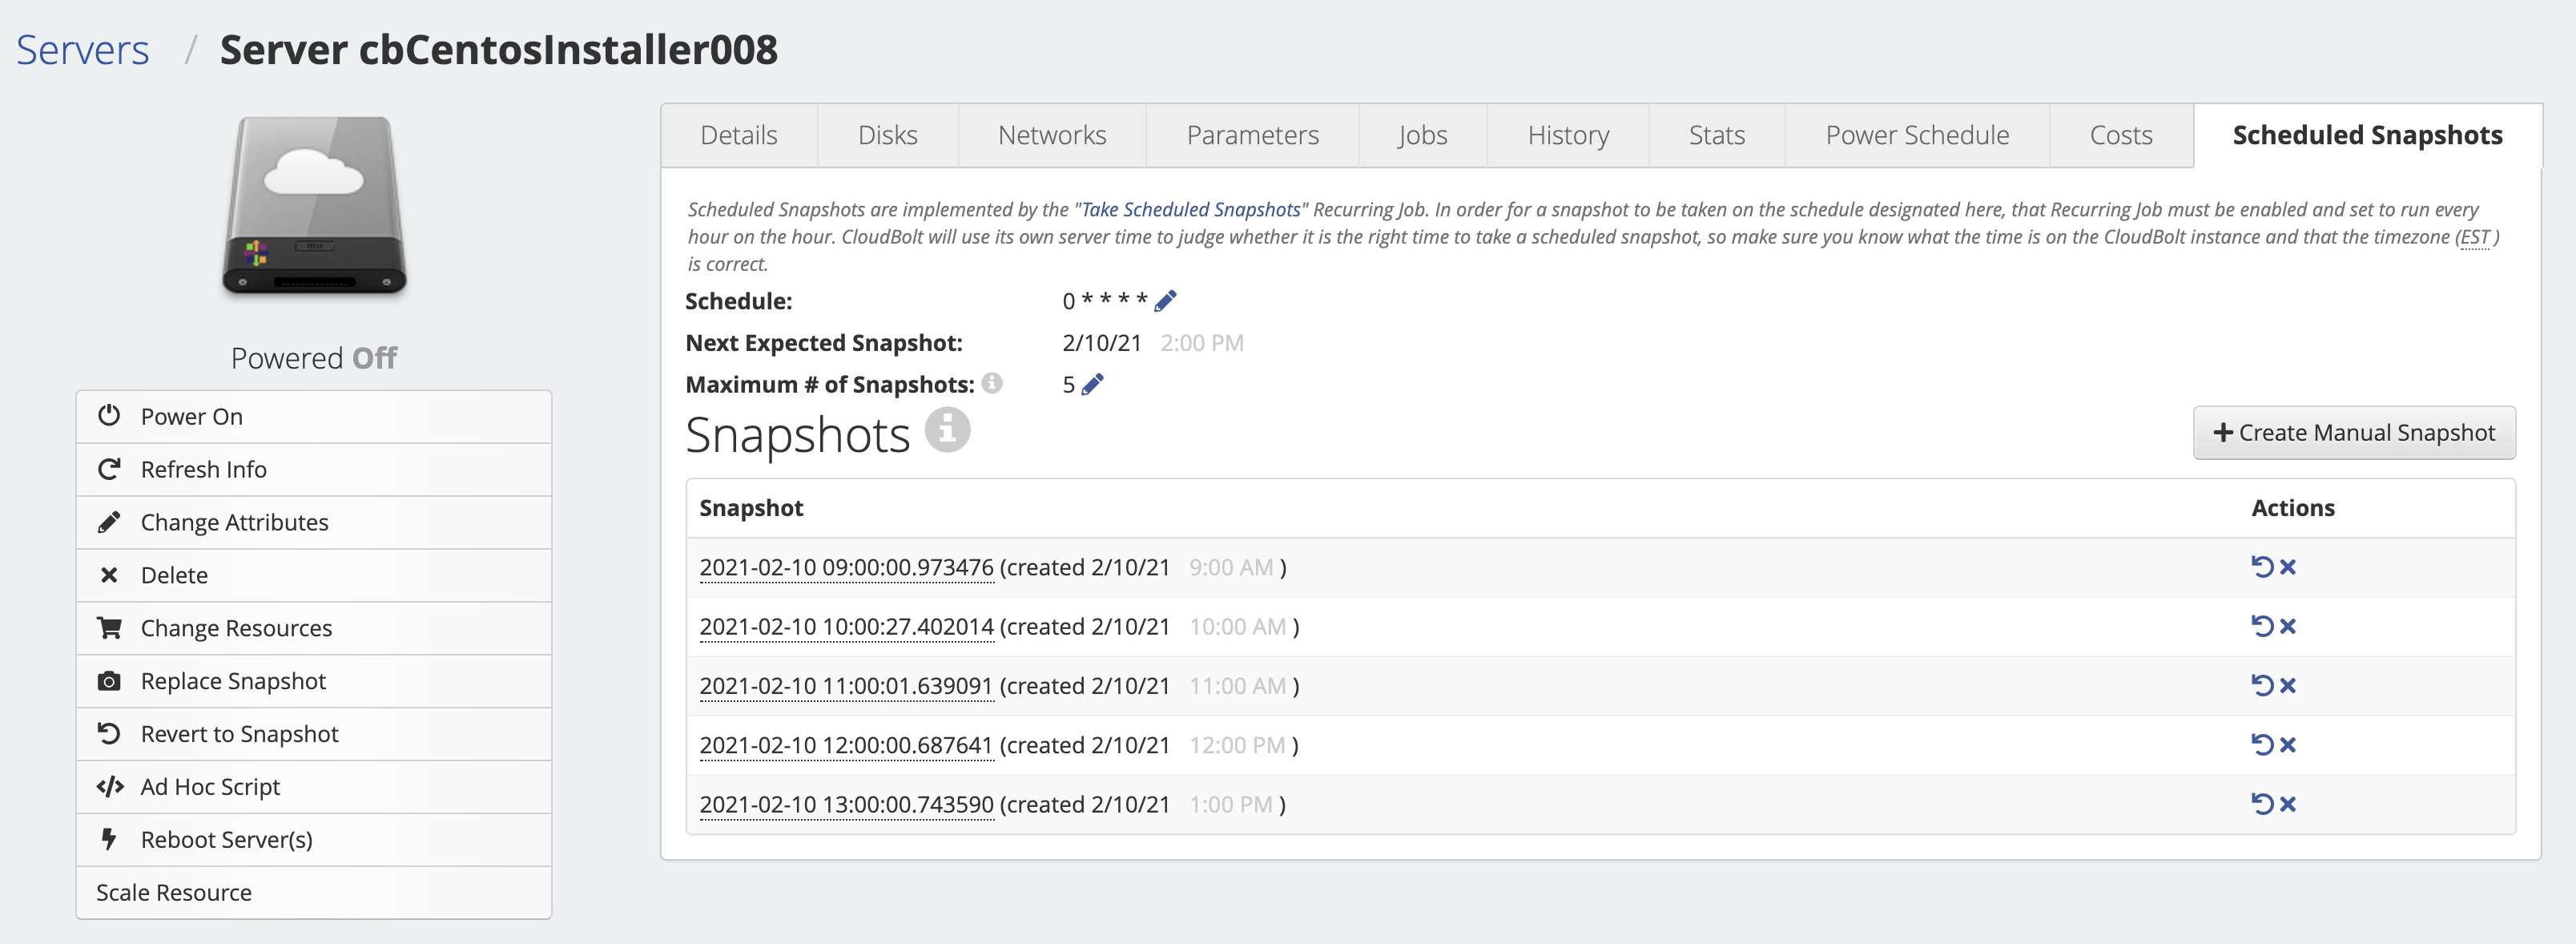 Servers / Server cbCentosInstaller008
Powered Off
Power On
Refresh Info
Change Attributes
Delete
Change Resources
Replace Snapshot
Revert to Snapshot
Ad Hoc Script
Reboot Server(s)
Scale Resource
Details Disks Networks Parameters Jobs History Stats Power Schedule Costs Scheduled Snapshots
Scheduled Snapshots are implemented by the "Take Scheduled Snapshots" Recurring Job. In order for a snapshot to be taken on the schedule designated here, that Recurring Job must be enabled and set to run every
hour on the hour. CloudBolt will use its own server time to judge whether it is the right time to take a scheduled snapshot, so make sure you know what the time is on the CloudBolt instance and that the timezone (EST )
is correct.
Schedule: 0 * * * *
Next Expected Snapshot: 2/10/21 2:00 PM
Maximum # of Snapshots: 5
Snapshots
Create Manual Snapshot
Snapshot Actions
2021-02-10 09:00:00.973476 (created 2/10/21 9:00 AM )
2021-02-10 10:00:27.402014 (created 2/10/21 10:00 AM )
2021-02-10 11:00:01.639091 (created 2/10/21 11:00 AM )
2021-02-10 12:00:00.687641 (created 2/10/21 12:00 PM )
2021-02-10 13:00:00.743590 (created 2/10/21 1:00 PM )